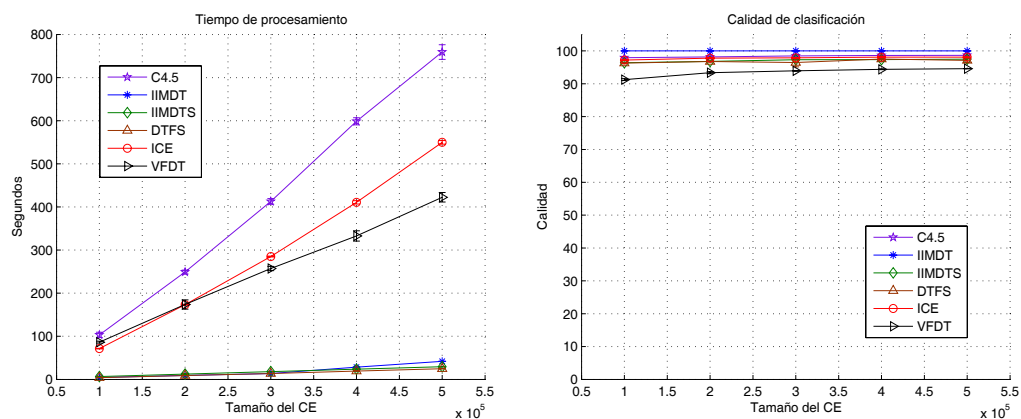 Tiempo de procesamiento
800
700
600
500
400
300
200
100
0
Segundos
C4.5
IIMDT
IIMDTS
DTFS
ICE
VFDT
0.5 1 1.5 2 2.5 3 3.5 4 4.5 5 5.5
Tamaño del CE
x 10^5
Calidad de clasificación
100
90
80
70
60
50
40
30
20
10
0
Calidad
C4.5
IIMDT
IIMDTS
DTFS
ICE
VFDT
0.5 1 1.5 2 2.5 3 3.5 4 4.5 5 5.5
Tamaño del CE
x 10^5